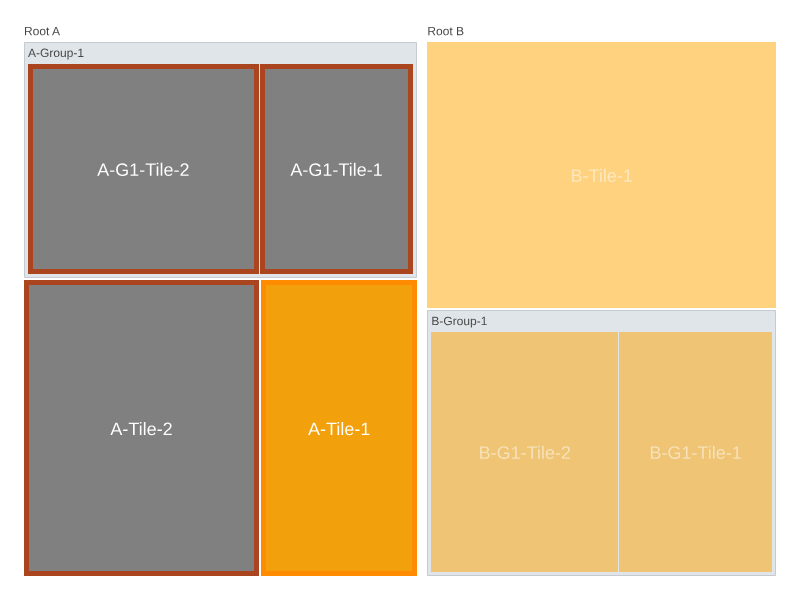 Root A
A-Group-1
A-G1-Tile-2
A-G1-Tile-1
A-Tile-2
A-Tile-1
Root B
B-Tile-1
B-Group-1
B-G1-Tile-2
B-G1-Tile-1